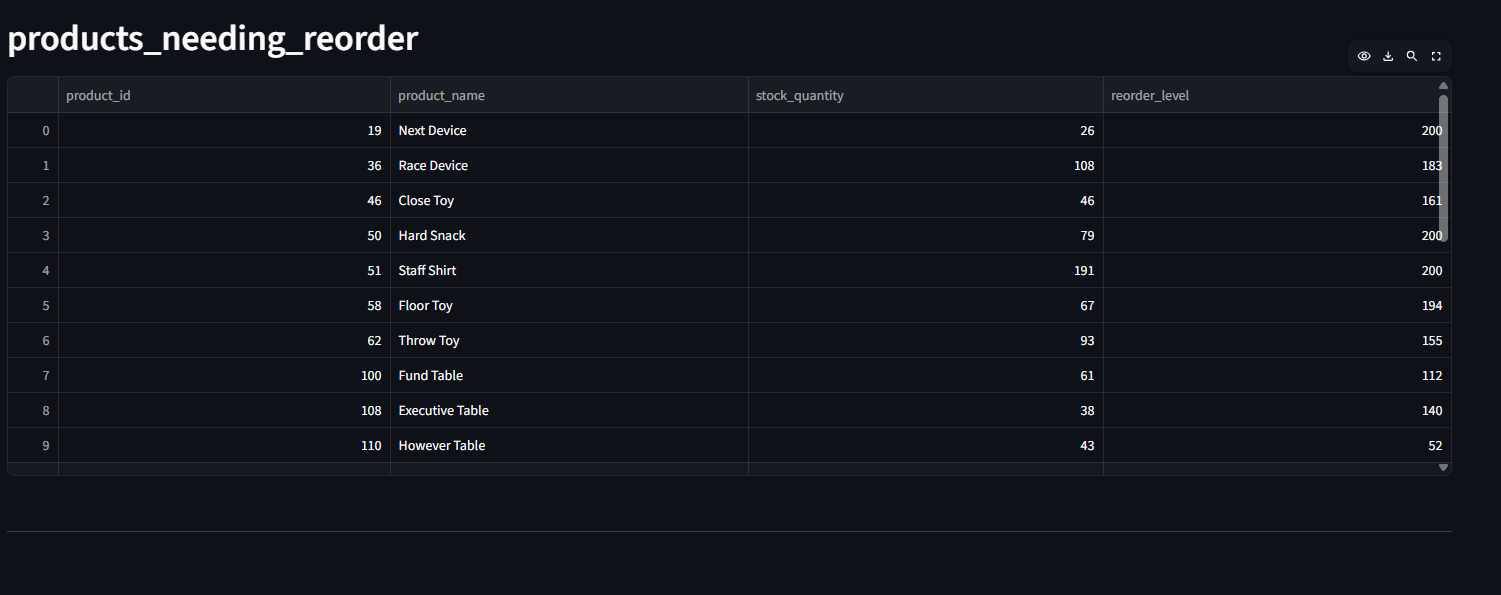 products_needing_reorder
product_id product_name stock_quantity reorder_level
0 19 Next Device 26 200
1 36 Race Device 108 183
2 46 Close Toy 46 161
3 50 Hard Snack 79 200
4 51 Staff Shirt 191 200
5 58 Floor Toy 67 194
6 62 Throw Toy 93 155
7 100 Fund Table 61 112
8 108 Executive Table 38 140
9 110 However Table 43 52